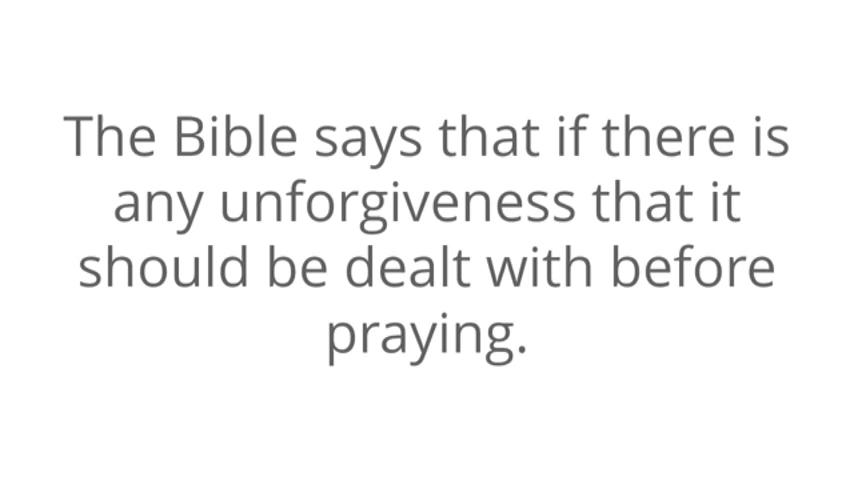 The Bible says that if there is
any unforgiveness that it
should be dealt with before
praying.